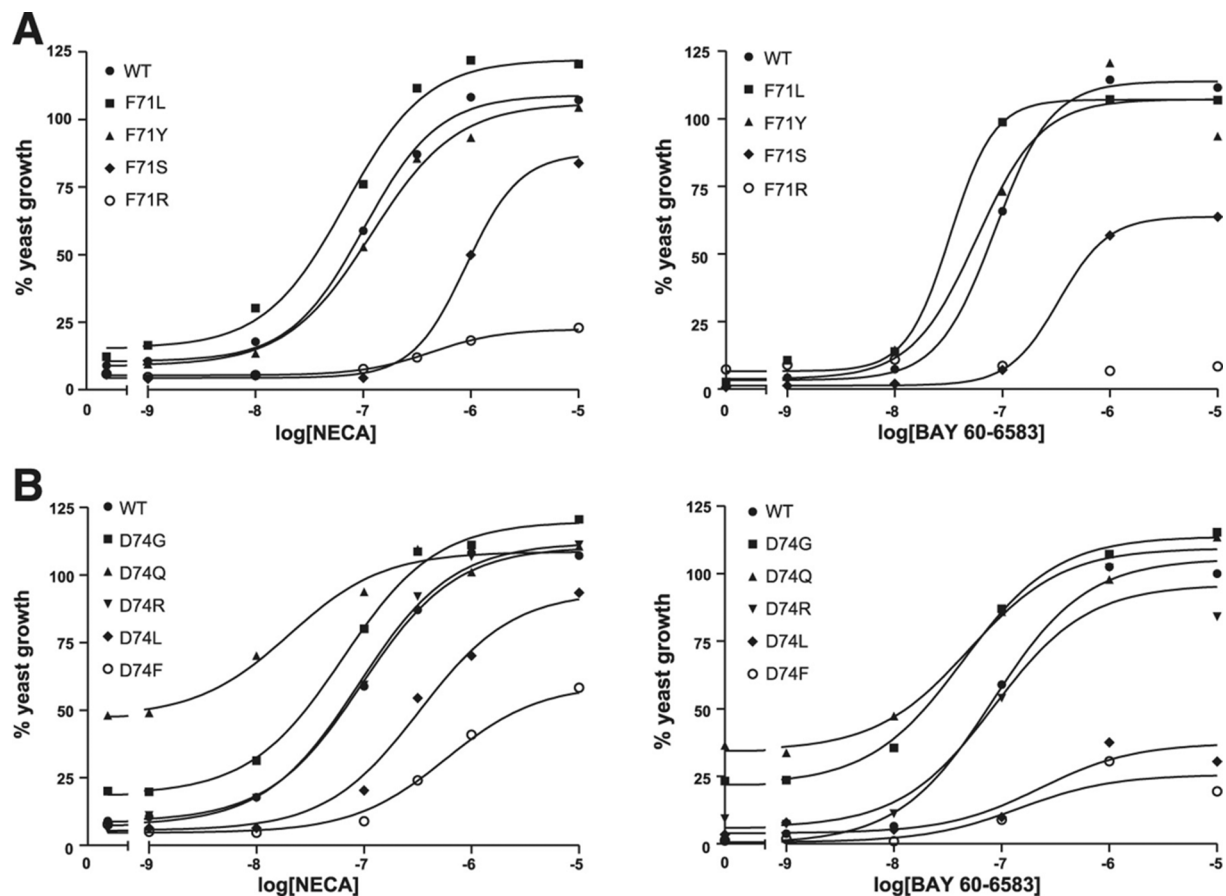 A
125
100
75
50
25
0
% yeast growth
WT
F71L
F71Y
F71S
F71R
0
-9
-8
-7
-6
-5
log[NECA]
125
100
75
50
25
0
% yeast growth
WT
F71L
F71Y
F71S
F71R
0
-9
-8
-7
-6
-5
log[BAY 60-6583]
B
125
100
75
50
25
0
% yeast growth
WT
D74G
D74Q
D74R
D74L
D74F
0
-9
-8
-7
-6
-5
log[NECA]
125
100
75
50
25
0
% yeast growth
WT
D74G
D74Q
D74R
D74L
D74F
0
-9
-8
-7
-6
-5
log[BAY 60-6583]